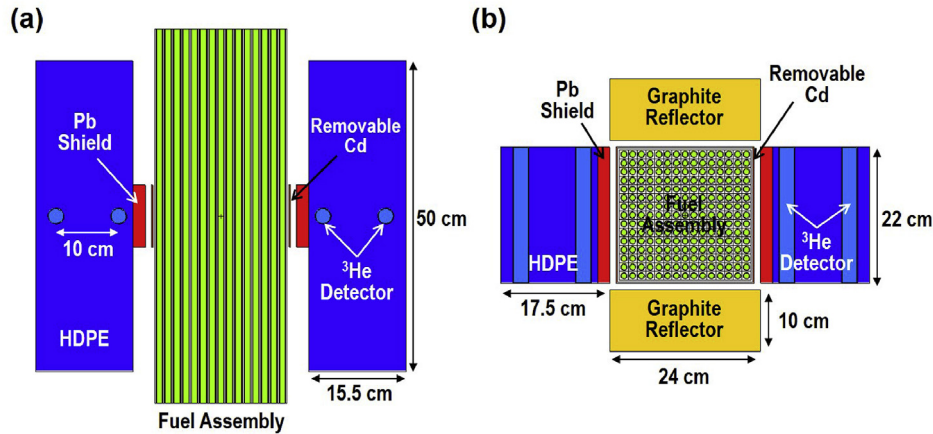 (a)
Pb
Shield
Removable
Cd
10 cm
3He
Detector
HDPE
50 cm
15.5 cm
Fuel Assembly
(b)
Pb
Shield
Graphite
Reflector
Removable
Cd
Fuel
Assembly
HDPE
3He
Detector
22 cm
17.5 cm
Graphite
Reflector
10 cm
24 cm